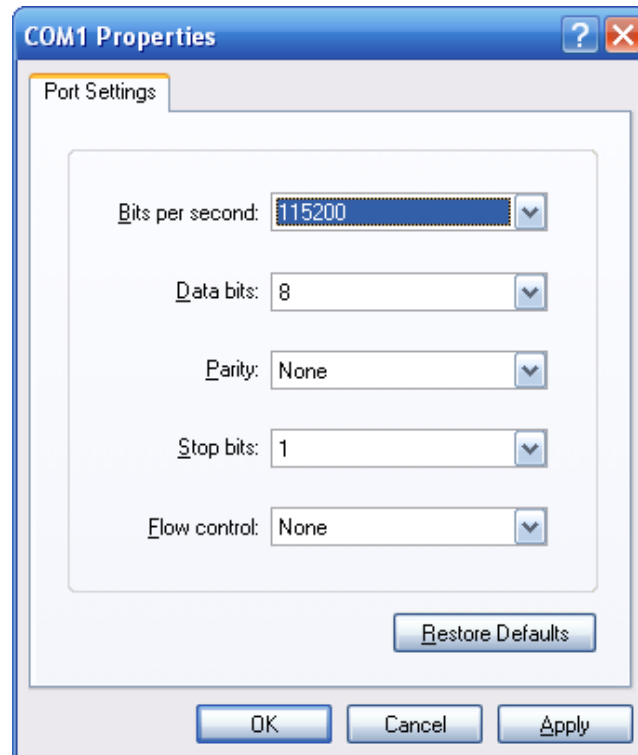 COM1 Properties
Port Settings
Bits per second: 115200
Data bits: 8
Parity: None
Stop bits: 1
Flow control: None
Restore Defaults
OK Cancel Apply